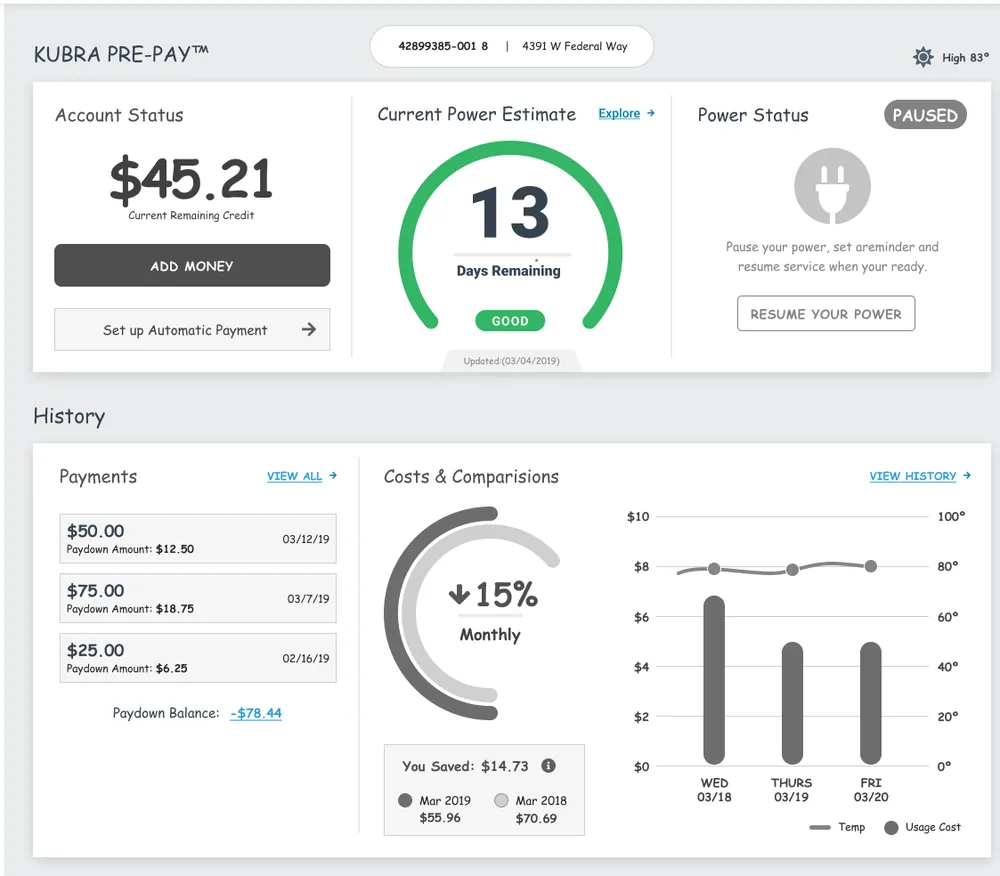 KUBRA PRE-PAY™
42899385-001 8 | 4391 W Federal Way
High 83°
Account Status
$45.21
Current Remaining Credit
ADD MONEY
Set up Automatic Payment
Current Power Estimate
Explore
13
Days Remaining
GOOD
Updated:(03/04/2019)
Power Status
PAUSED
Pause your power, set areminder and
resume service when your ready.
RESUME YOUR POWER
History
Payments
VIEW ALL
$50.00
Paydown Amount: $12.50
03/12/19
$75.00
Paydown Amount: $18.75
03/7/19
$25.00
Paydown Amount: $6.25
02/16/19
Paydown Balance: -$78.44
Costs & Comparisions
15%
Monthly
You Saved: $14.73
Mar 2019
$55.96
Mar 2018
$70.69
VIEW HISTORY
$10 100°
$8 80°
$6 60°
$4 40°
$2 20°
$0 0°
WED THURS FRI
03/18 03/19 03/20
Temp Usage Cost